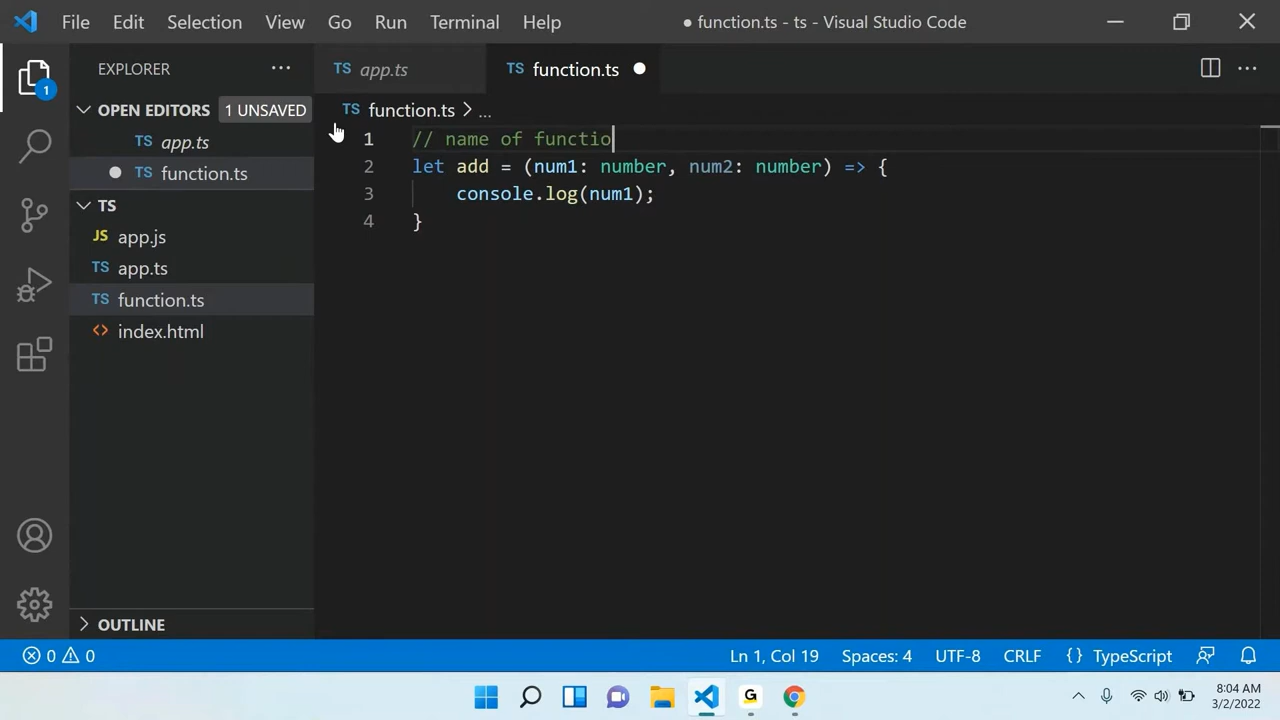 File Edit Selection View Go Run Terminal Help
● function.ts - ts - Visual Studio Code
EXPLORER ...
TS app.ts
TS function.ts
OPEN EDITORS 1 UNSAVED
TS app.ts
TS function.ts
TS
JS app.js
TS app.ts
TS function.ts
<> index.html
OUTLINE
1
TS function.ts > ...
1 // name of functio
2 let add = (num1: number, num2: number) => {
3 console.log(num1);
4 }
0 0
Ln 1, Col 19 Spaces: 4 UTF-8 CRLF {} TypeScript
G
8:04 AM
3/2/2022